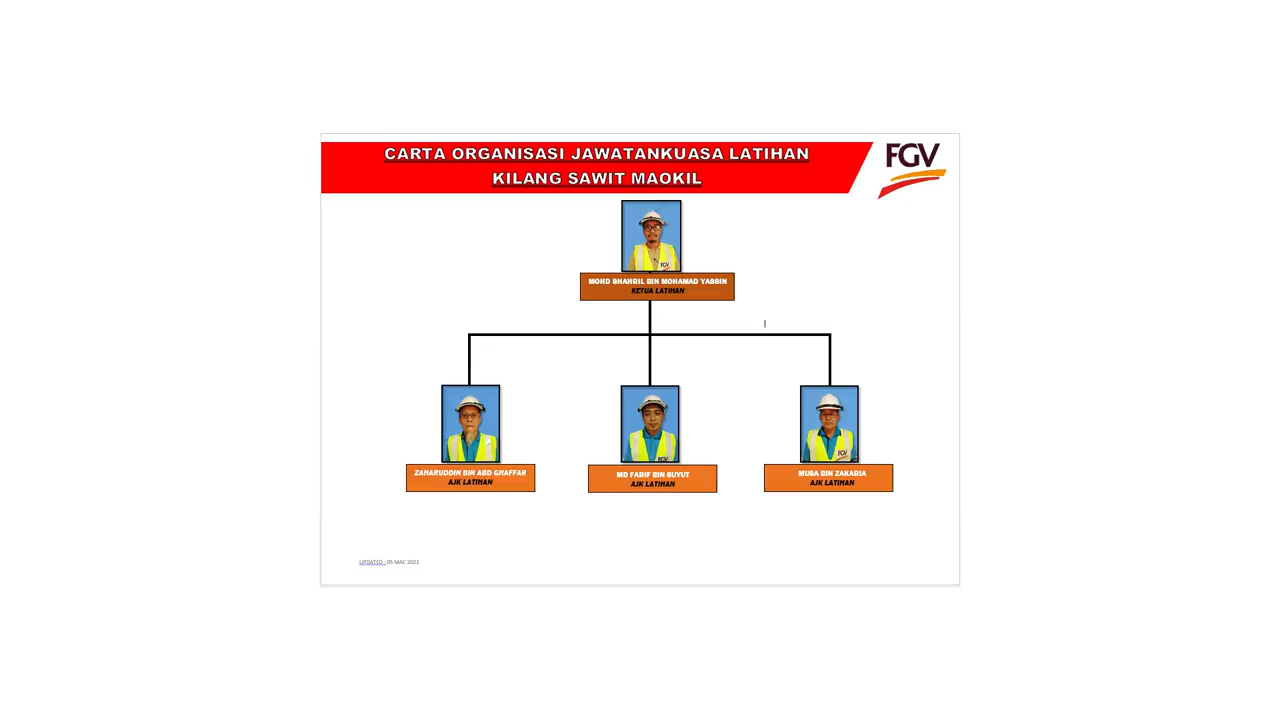 CARTA ORGANISASI JAWATANKUASA LATIHAN
KILANG SAWIT MAOKIL
FGV
MOHD SHAHRIL BIN MOHAMAD YASSIN
KETUA LATIHAN
ZAHARUDDIN BIN ABD GHAFFAR
AJK LATIHAN
MD FARIF BIN SUYUT
AJK LATIHAN
MUSA BIN ZAKARIA
AJK LATIHAN
UPDATED : 05 MAC 2021